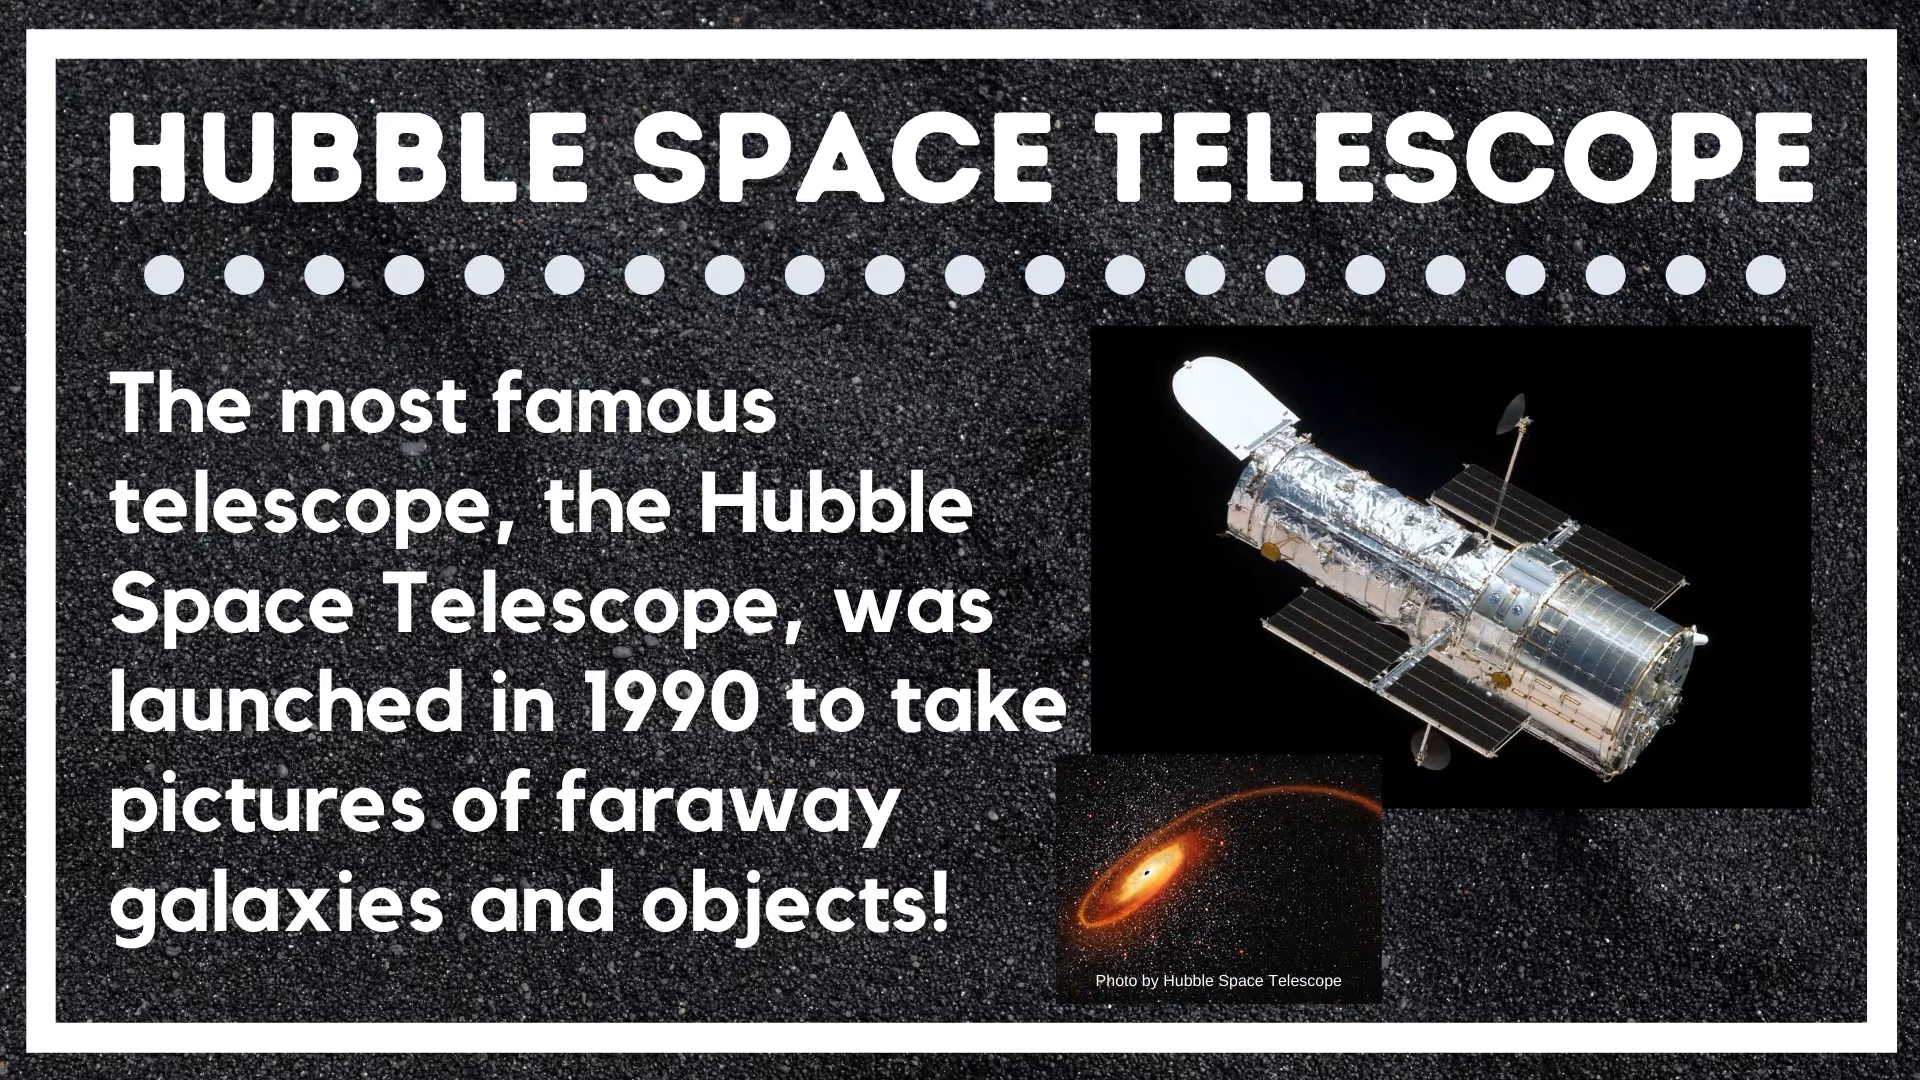 HUBBLE SPACE TELESCOPE
The most famous
telescope, the Hubble
Space Telescope, was
launched in 1990 to take
pictures of faraway
galaxies and objects!
Photo by Hubble Space Telescope